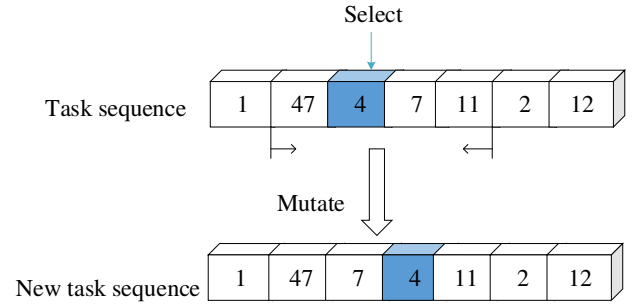 Select
Task sequence 1 47 4 7 11 2 12
Mutate
New task sequence 1 47 7 4 11 2 12